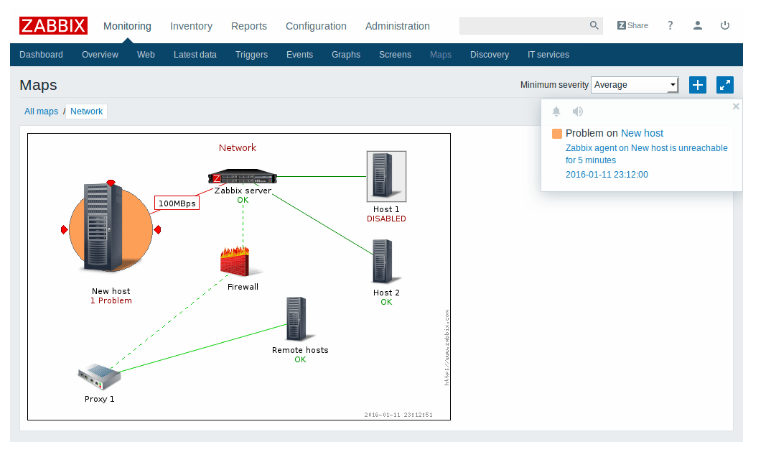 ZABBIX Monitoring Inventory Reports Configuration Administration Z Share ?
Dashboard Overview Web Latest data Triggers Events Graphs Screens Maps Discovery IT services
Maps Minimum severity Average
All maps / Network
Problem on New host
Zabbix agent on New host is unreachable
for 5 minutes
2016-01-11 23:12:00
Network
100MBps
Z
Zabbix server
OK
Host 1
DISABLED
New host
1 Problem
Firewall
Host 2
OK
Remote hosts
OK
Proxy 1
http://www.zabbix.com
2016-01-11 23:12:51